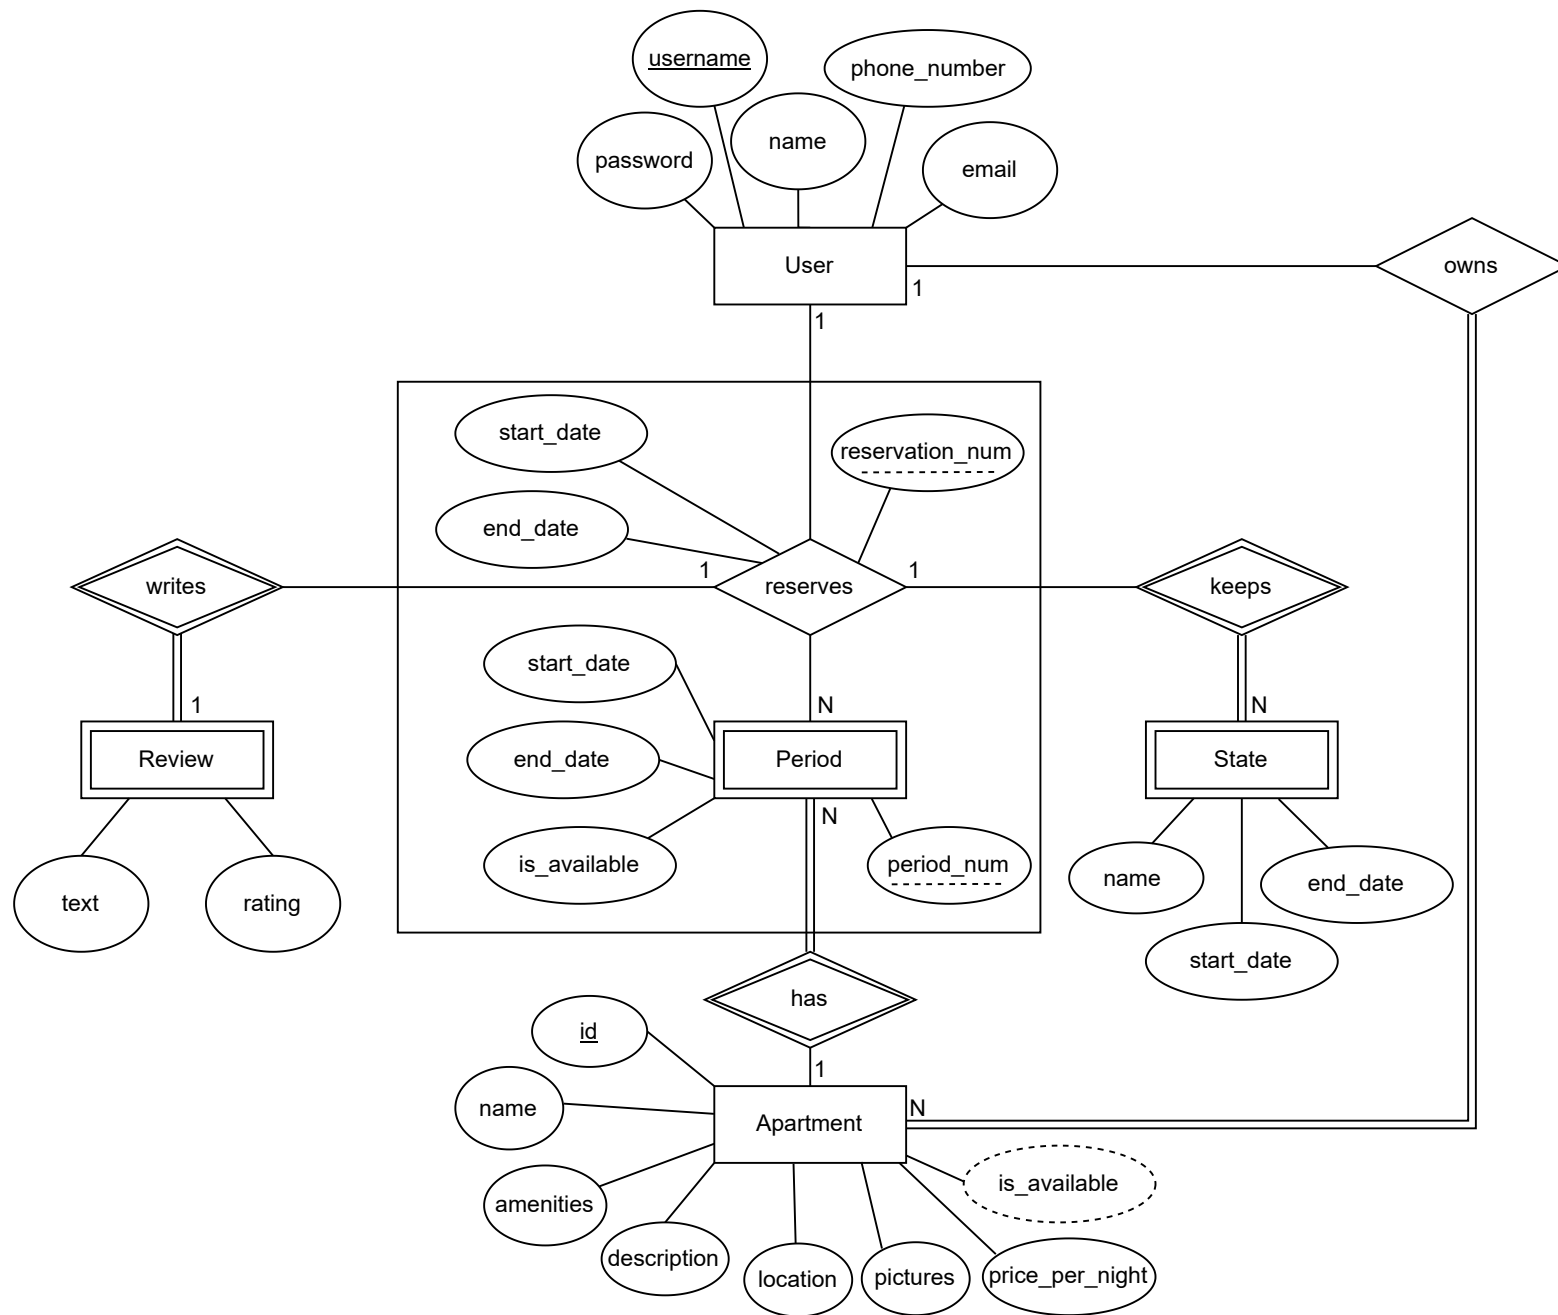 username
phone_number
name
password
email
User
owns
1
1
start_date
reservation_num
end_date
writes
1
reserves
1
keeps
start_date
1
N
N
Review
end_date
Period
State
N
is_available
period_num
name
end_date
text
rating
start_date
has
id
1
name
Apartment
N
is_available
amenities
description
location
pictures
price_per_night